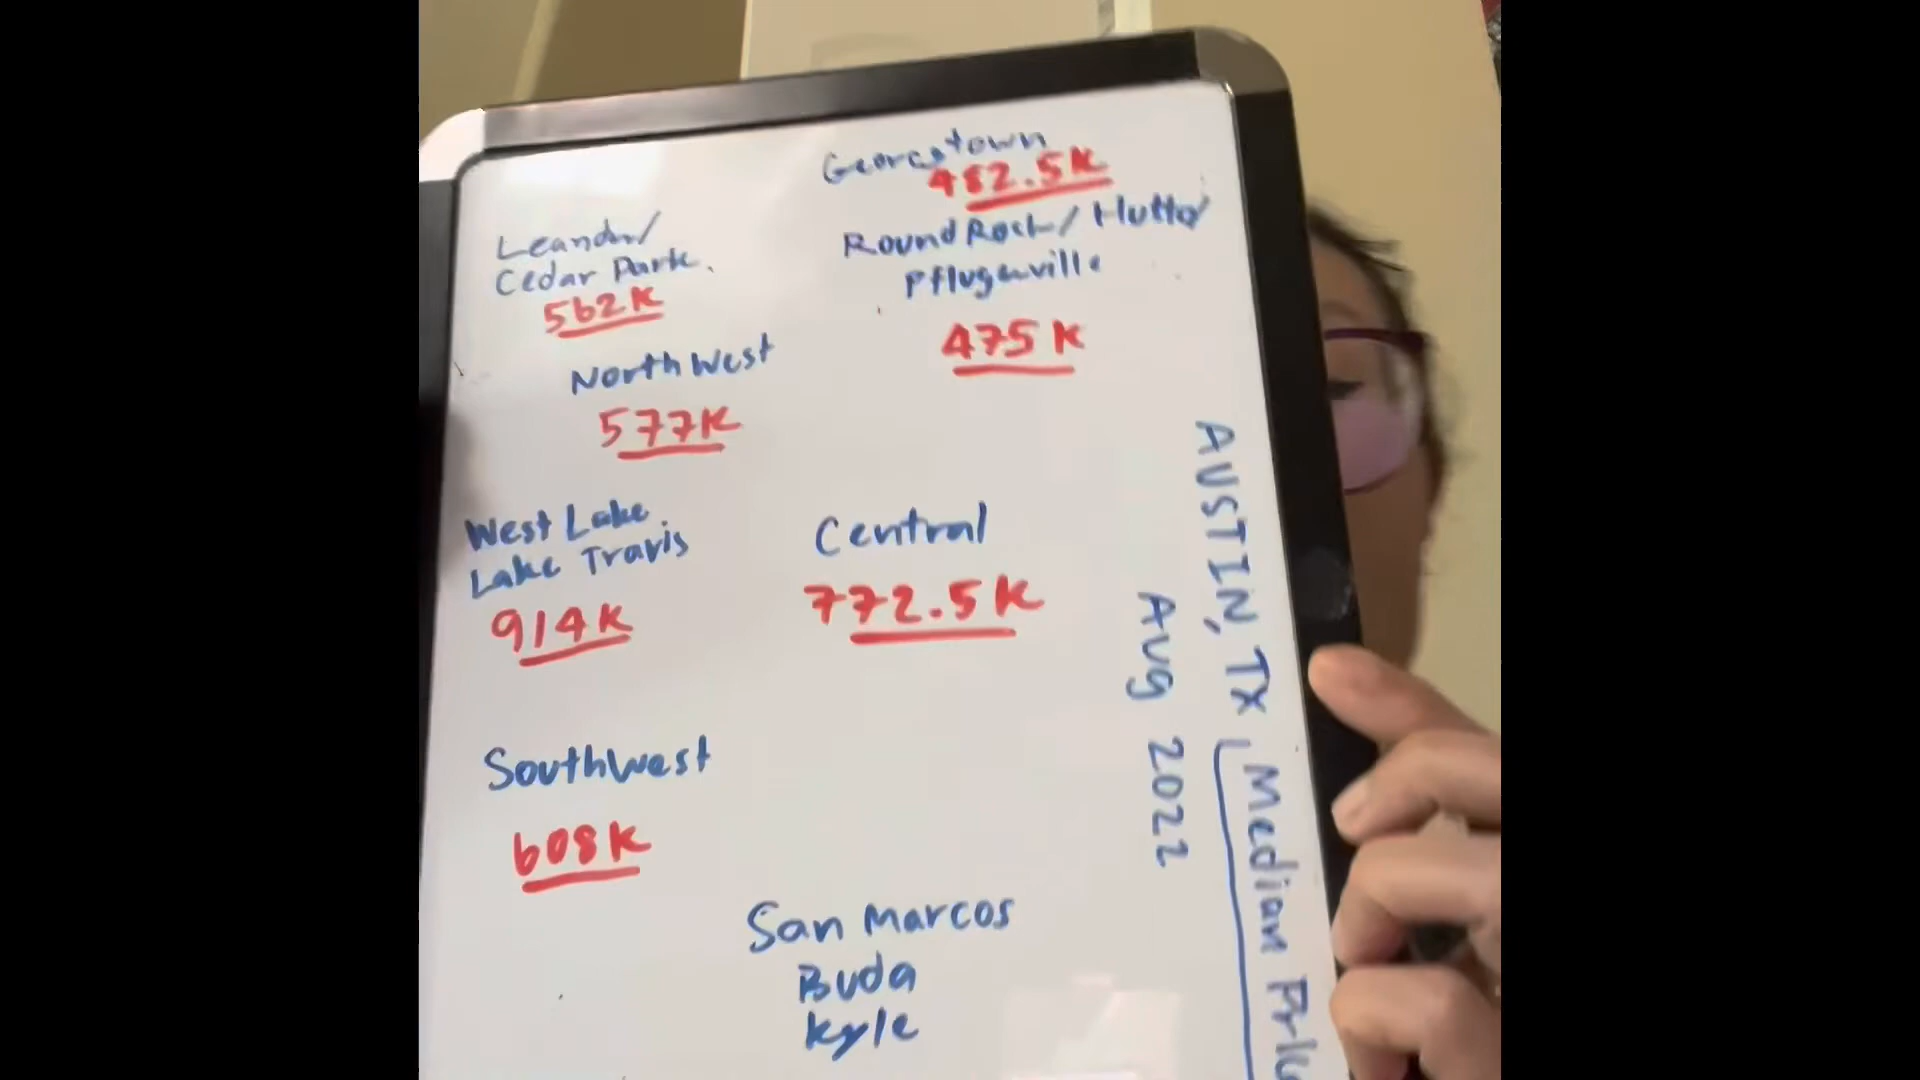 Georgetown
482.5K
Leander/
Cedar Park.
562K
Round Rock/Hutto/
Pflugerville
475K
North West
577K
West Lake
Lake Travis
914K
Central
772.5K
Southwest
608K
San Marcos
Buda
Kyle
AUSTIN, TX
Median
Aug 2022